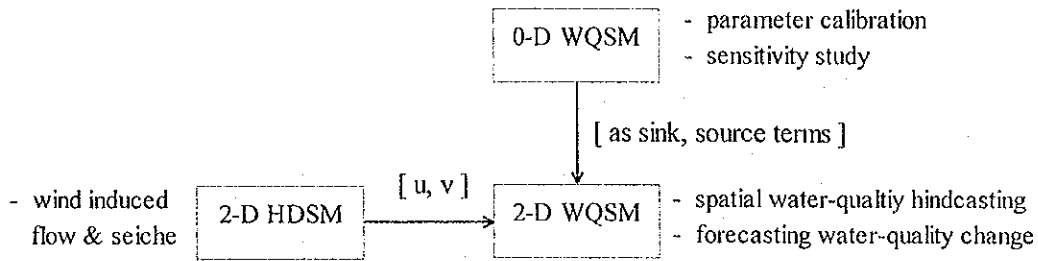 0-D WQSM
- parameter calibration
- sensitivity study
[ as sink, source terms ]
- wind induced
flow & seiche
2-D HDSM
[ u, v ]
2-D WQSM
- spatial water-qualtiy hindcasting
- forecasting water-quality change